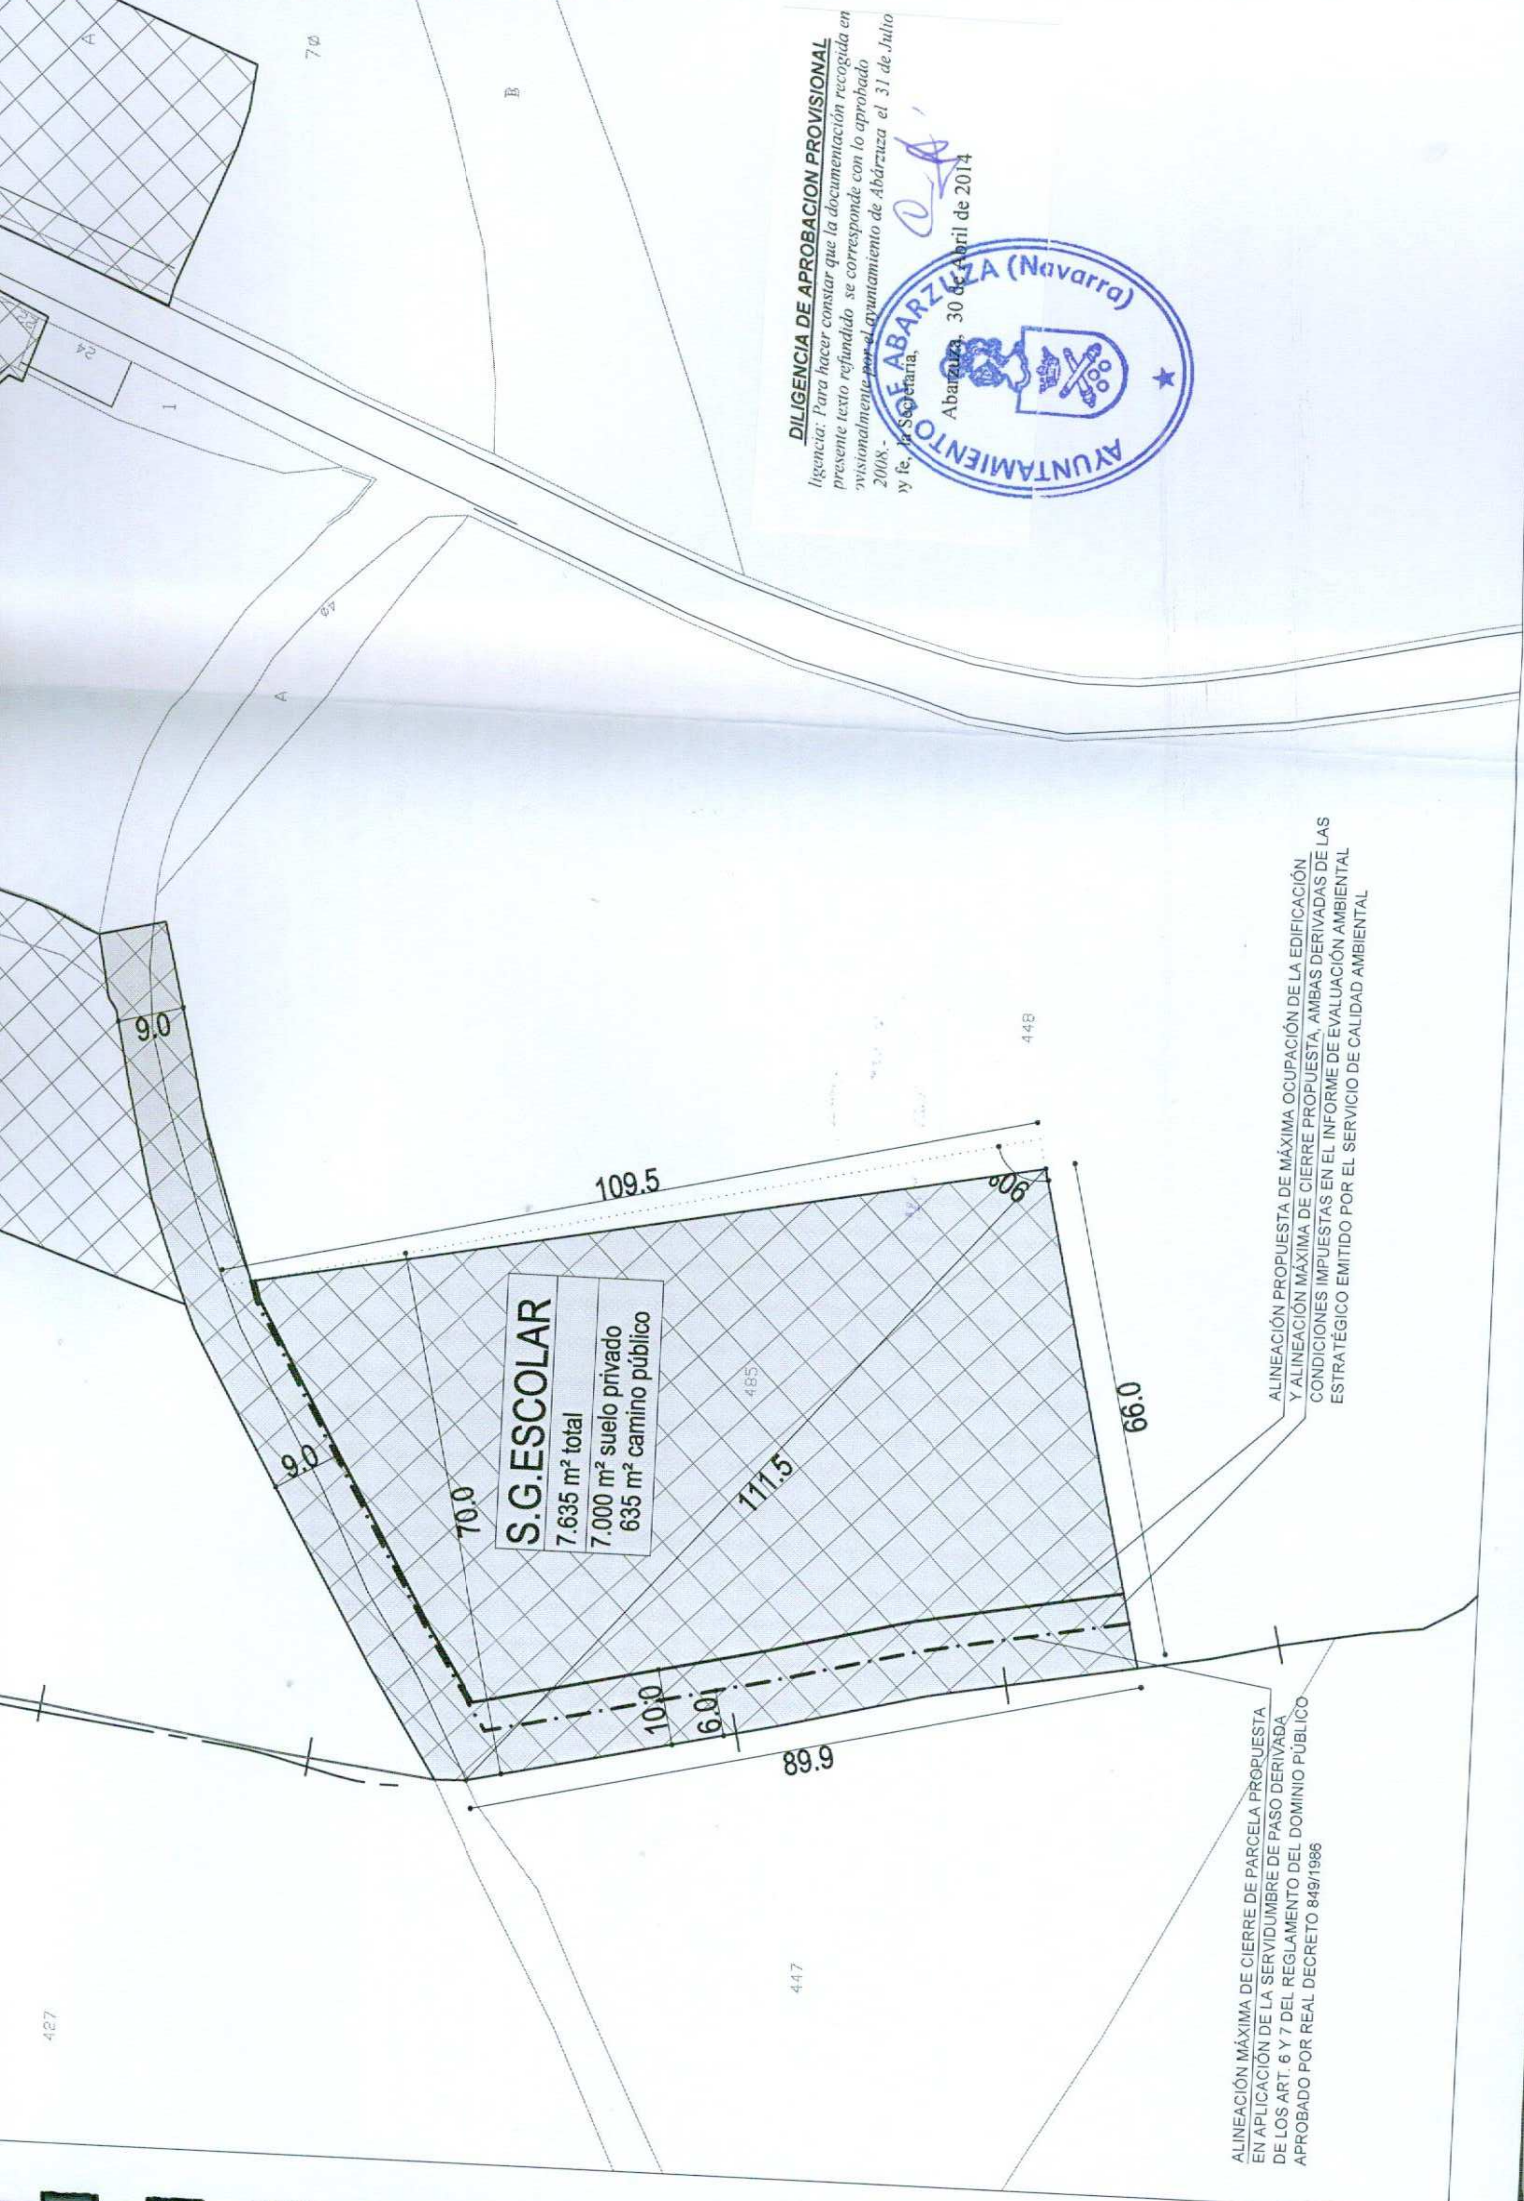 DILIGENCIA DE APROBACION PROVISIONAL
ligencia: Para hacer constar que la documentación recogida en
presente texto refundido se corresponde con lo aprobado
ovisionalmente por el ayuntamiento de Abárzuza el 31 de Julio
2008.-
oy fe, la Secretaria,
Abarzuza, 30 de Abril de 2014
AYUNTAMIENTO DE ABARZUZA (Navarra)
A
7Ø
B
24
1
4Ø
A
9.0
9.0
109.5
448
90º
70.0
S.G.ESCOLAR
7.635 m² total
7.000 m² suelo privado
635 m² camino público
485
111.5
66.0
10.0
6.0
89.9
427
447
ALINEACIÓN PROPUESTA DE MÁXIMA OCUPACIÓN DE LA EDIFICACIÓN
Y ALINEACIÓN MÁXIMA DE CIERRE PROPUESTA, AMBAS DERIVADAS DE LAS
CONDICIONES IMPUESTAS EN EL INFORME DE EVALUACIÓN AMBIENTAL
ESTRATÉGICO EMITIDO POR EL SERVICIO DE CALIDAD AMBIENTAL
ALINEACIÓN MÁXIMA DE CIERRE DE PARCELA PROPUESTA
EN APLICACIÓN DE LA SERVIDUMBRE DE PASO DERIVADA
DE LOS ART. 6 Y 7 DEL REGLAMENTO DEL DOMINIO PÚBLICO
APROBADO POR REAL DECRETO 849/1986